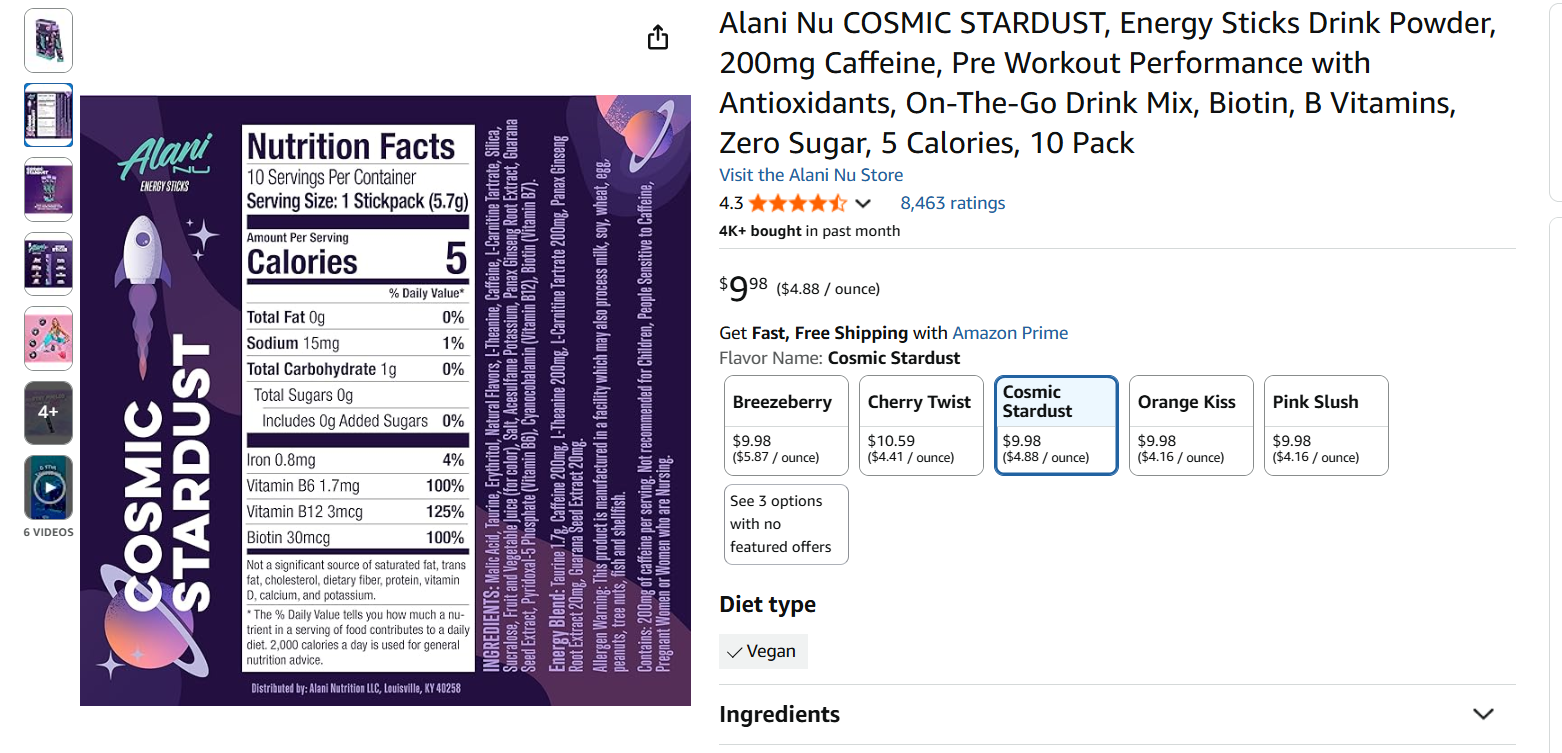 Alani Nu COSMIC STARDUST, Energy Sticks Drink Powder,
200mg Caffeine, Pre Workout Performance with
Antioxidants, On-The-Go Drink Mix, Biotin, B Vitamins,
Zero Sugar, 5 Calories, 10 Pack
Visit the Alani Nu Store
4.3
8,463 ratings
4K+ bought in past month
$9.98 ($4.88 / ounce)
Get Fast, Free Shipping with Amazon Prime
Flavor Name: Cosmic Stardust
Breezeberry
$9.98
($5.87 / ounce)
Cherry Twist
$10.59
($4.41 / ounce)
Cosmic
Stardust
$9.98
($4.88 / ounce)
Orange Kiss
$9.98
($4.16 / ounce)
Pink Slush
$9.98
($4.16 / ounce)
See 3 options
with no
featured offers
Diet type
Vegan
Ingredients
4+
6 VIDEOS
Alani
NU
ENERGY STICKS
COSMIC
STARDUST
Nutrition Facts
10 Servings Per Container
Serving Size: 1 Stickpack (5.7g)
Amount Per Serving
Calories 5
% Daily Value*
Total Fat 0g 0%
Sodium 15mg 1%
Total Carbohydrate 1g 0%
Total Sugars 0g
Includes 0g Added Sugars 0%
Iron 0.8mg 4%
Vitamin B6 1.7mg 100%
Vitamin B12 3mcg 125%
Biotin 30mcg 100%
Not a significant source of saturated fat, trans
fat, cholesterol, dietary fiber, protein, vitamin
D, calcium, and potassium.
* The % Daily Value tells you how much a nu-
trient in a serving of food contributes to a daily
diet. 2,000 calories a day is used for general
nutrition advice.
Distributed by: Alani Nutrition LLC, Louisville, KY 40258
INGREDIENTS: Malic Acid, Taurine, Erythritol, Natural Flavors, L-Theanine, Caffeine, L-Carnitine Tartrate, Silica,
Sucralose, Fruit and Vegetable Juice (for color), Salt, Acesulfame Potassium, Panax Ginseng Root Extract, Guarana
Seed Extract, Pyridoxal-5 Phosphate (Vitamin B6), Cyanocobalamin (Vitamin B12), Biotin (Vitamin B7).
Energy Blend: Taurine 1.7g, Caffeine 200mg, L-Theanine 200mg, L-Carnitine Tartrate 200mg, Panax Ginseng
Root Extract 20mg, Guarana Seed Extract 20mg.
Allergen Warning: This product is manufactured in a facility which may also process milk, soy, wheat, egg,
peanuts, tree nuts, fish and shellfish.
Contains: 200mg of caffeine per serving. Not recommended for Children, People Sensitive to Caffeine,
Pregnant Women or Women who are Nursing.